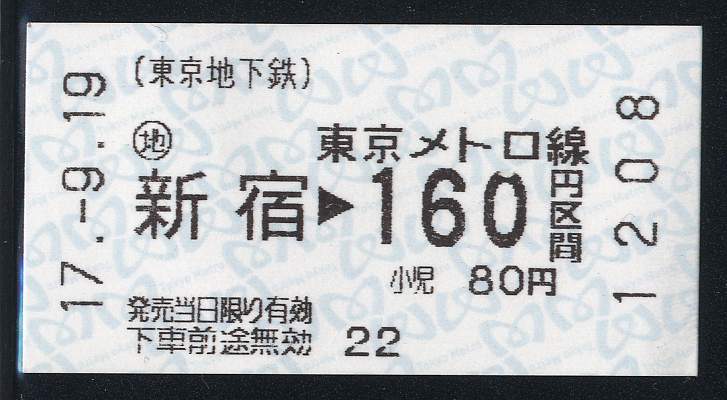 (東京地下鉄)
東京メトロ線
㊞地
新宿▶160円区間
小児 80円
発売当日限り有効
下車前途無効 22
17.-9.19
1208